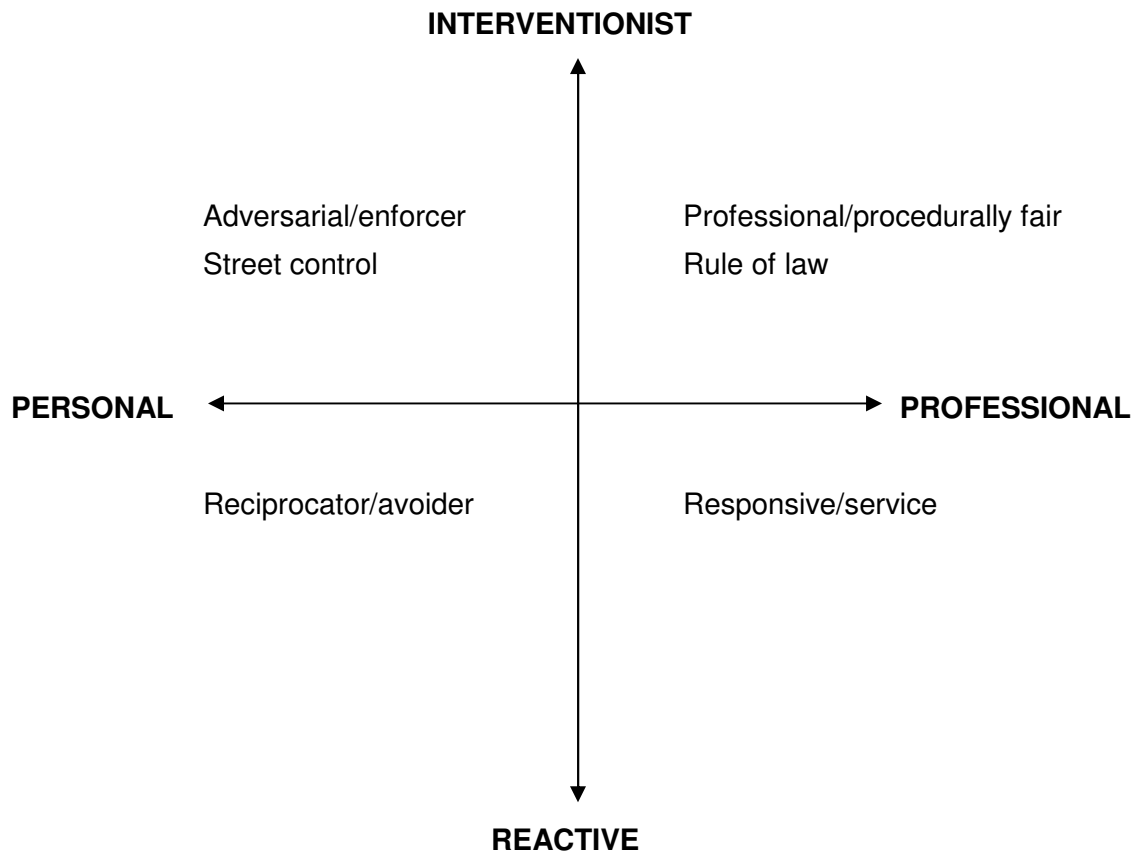 INTERVENTIONIST
Adversarial/enforcer
Street control
Professional/procedurally fair
Rule of law
PERSONAL
PROFESSIONAL
Reciprocator/avoider
Responsive/service
REACTIVE